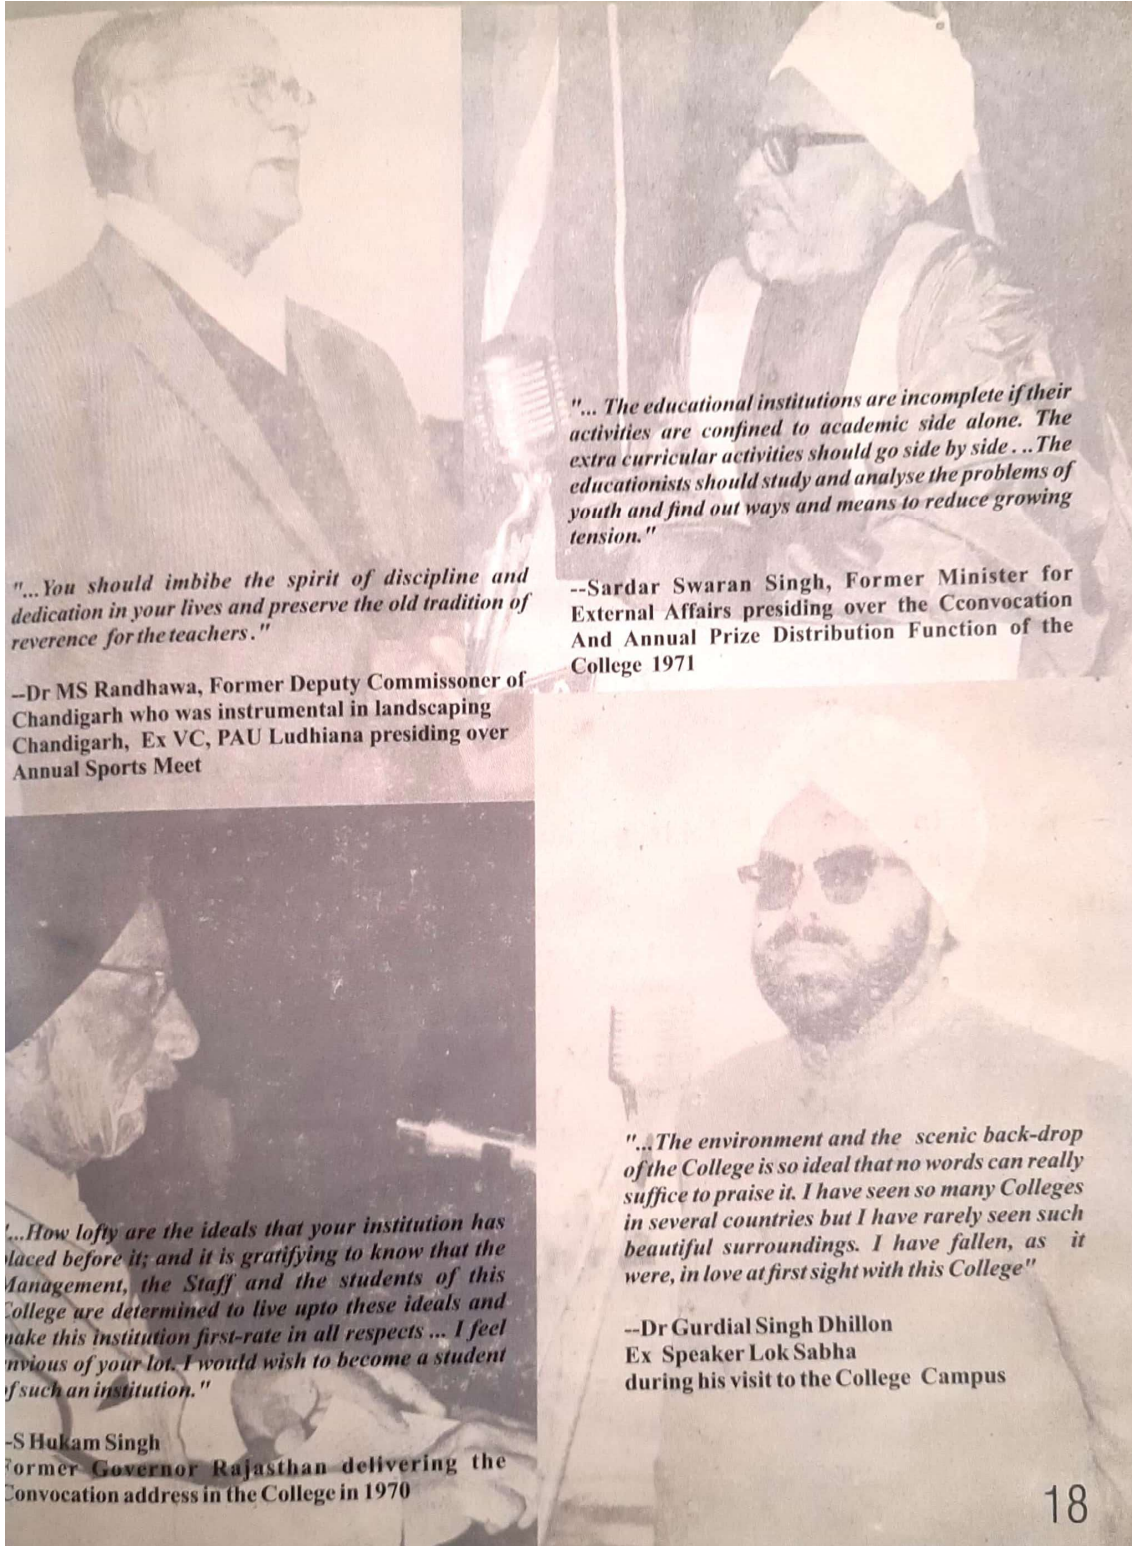 "...You should imbibe the spirit of discipline and
dedication in your lives and preserve the old tradition of
reverence for the teachers."
--Dr MS Randhawa, Former Deputy Commissoner of
Chandigarh who was instrumental in landscaping
Chandigarh, Ex VC, PAU Ludhiana presiding over
Annual Sports Meet
"... The educational institutions are incomplete if their
activities are confined to academic side alone. The
extra curricular activities should go side by side . ..The
educationists should study and analyse the problems of
youth and find out ways and means to reduce growing
tension."
--Sardar Swaran Singh, Former Minister for
External Affairs presiding over the Cconvocation
And Annual Prize Distribution Function of the
College 1971
"...How lofty are the ideals that your institution has
laced before it; and it is gratifying to know that the
Management, the Staff and the students of this
College are determined to live upto these ideals and
make this institution first-rate in all respects ... I feel
nvious of your lot. I would wish to become a student
of such an institution."
-S Hukam Singh
Former Governor Rajasthan delivering the
Convocation address in the College in 1970
"...The environment and the scenic back-drop
of the College is so ideal that no words can really
suffice to praise it. I have seen so many Colleges
in several countries but I have rarely seen such
beautiful surroundings. I have fallen, as it
were, in love at first sight with this College"
--Dr Gurdial Singh Dhillon
Ex Speaker Lok Sabha
during his visit to the College Campus
18